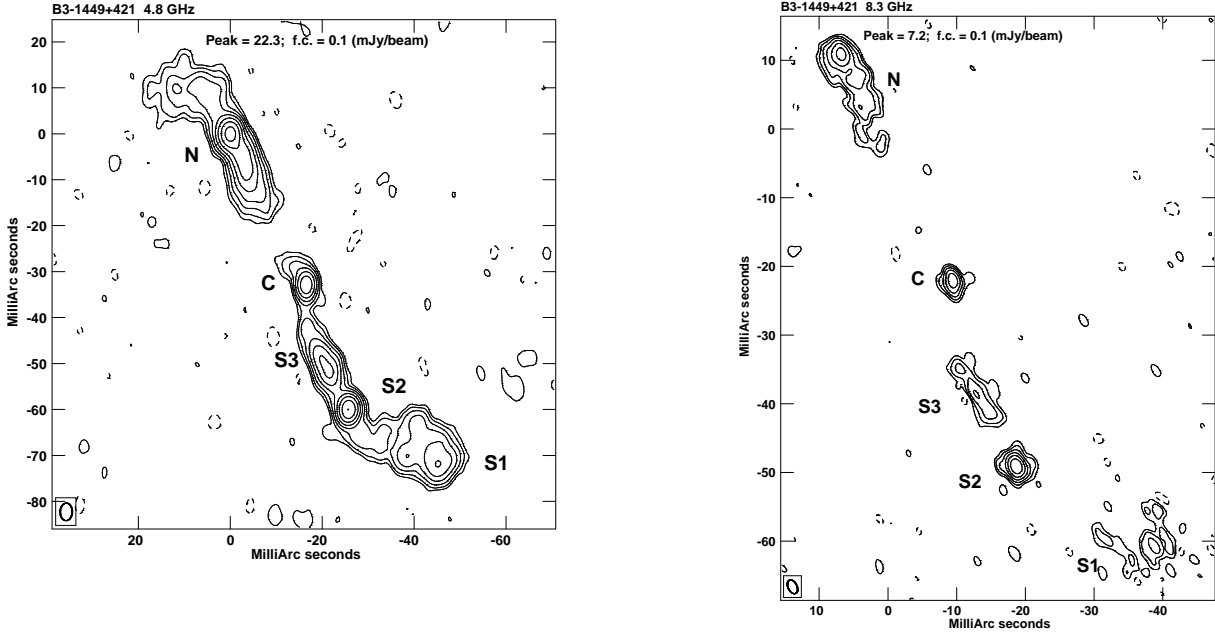 B3-1449+421 4.8 GHz
Peak = 22.3; f.c. = 0.1 (mJy/beam)
MilliArc seconds
20
10
0
-10
-20
-30
-40
-50
-60
-70
-80
N
C
S3
S2
S1
20 0 -20 -40 -60
MilliArc seconds
B3-1449+421 8.3 GHz
Peak = 7.2; f.c. = 0.1 (mJy/beam)
MilliArc seconds
10
0
-10
-20
-30
-40
-50
-60
N
C
S3
S2
S1
10 0 -10 -20 -30 -40
MilliArc seconds